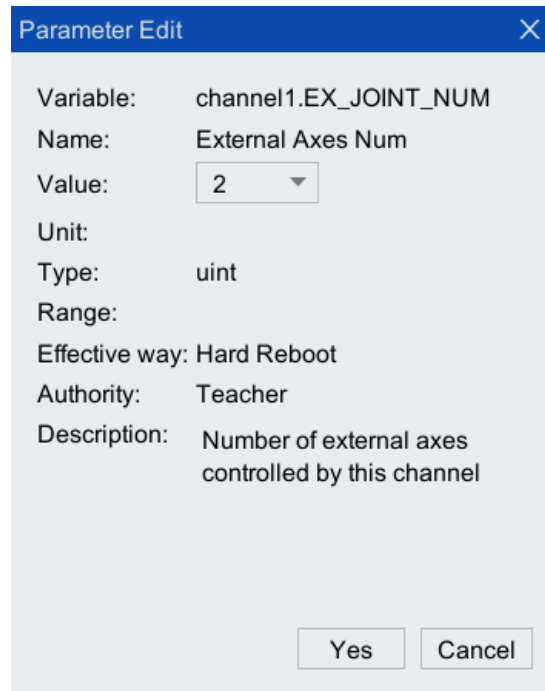 Parameter Edit
Variable: channel1.EX_JOINT_NUM
Name: External Axes Num
Value: 2
Unit:
Type: uint
Range:
Effective way: Hard Reboot
Authority: Teacher
Description: Number of external axes
controlled by this channel
Yes Cancel